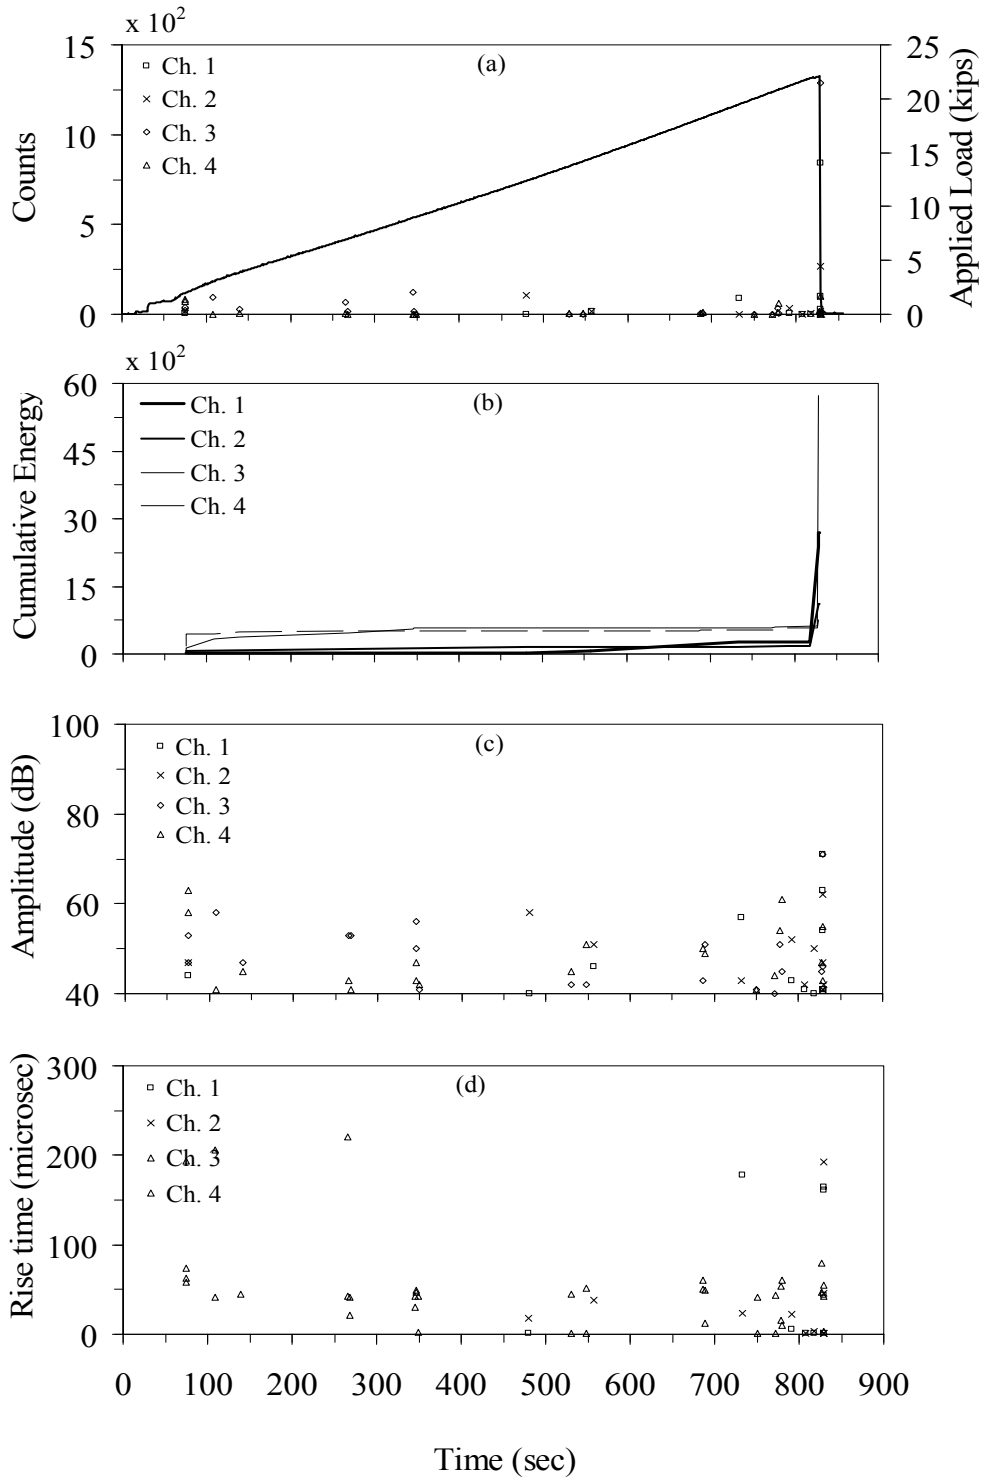 x 10²
15
10
5
0
Counts
(a)
Ch. 1
Ch. 2
Ch. 3
Ch. 4
25
20
15
10
5
0
Applied Load (kips)
x 10²
60
45
30
15
0
Cumulative Energy
(b)
Ch. 1
Ch. 2
Ch. 3
Ch. 4
100
80
60
40
Amplitude (dB)
(c)
Ch. 1
Ch. 2
Ch. 3
Ch. 4
300
200
100
0
Rise time (microsec)
(d)
Ch. 1
Ch. 2
Ch. 3
Ch. 4
0 100 200 300 400 500 600 700 800 900
Time (sec)